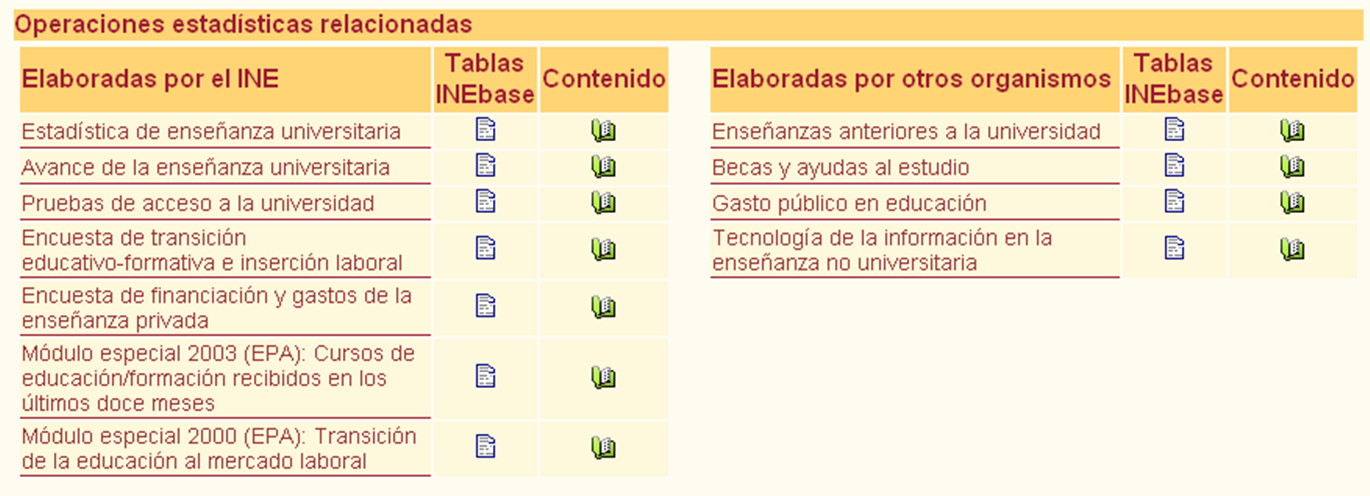 Operaciones estadísticas relacionadas
Elaboradas por el INE
Tablas
INEbase
Contenido
Estadística de enseñanza universitaria
Avance de la enseñanza universitaria
Pruebas de acceso a la universidad
Encuesta de transición
educativo-formativa e inserción laboral
Encuesta de financiación y gastos de la
enseñanza privada
Módulo especial 2003 (EPA): Cursos de
educación/formación recibidos en los
últimos doce meses
Módulo especial 2000 (EPA): Transición
de la educación al mercado laboral
Elaboradas por otros organismos
Tablas
INEbase
Contenido
Enseñanzas anteriores a la universidad
Becas y ayudas al estudio
Gasto público en educación
Tecnología de la información en la
enseñanza no universitaria